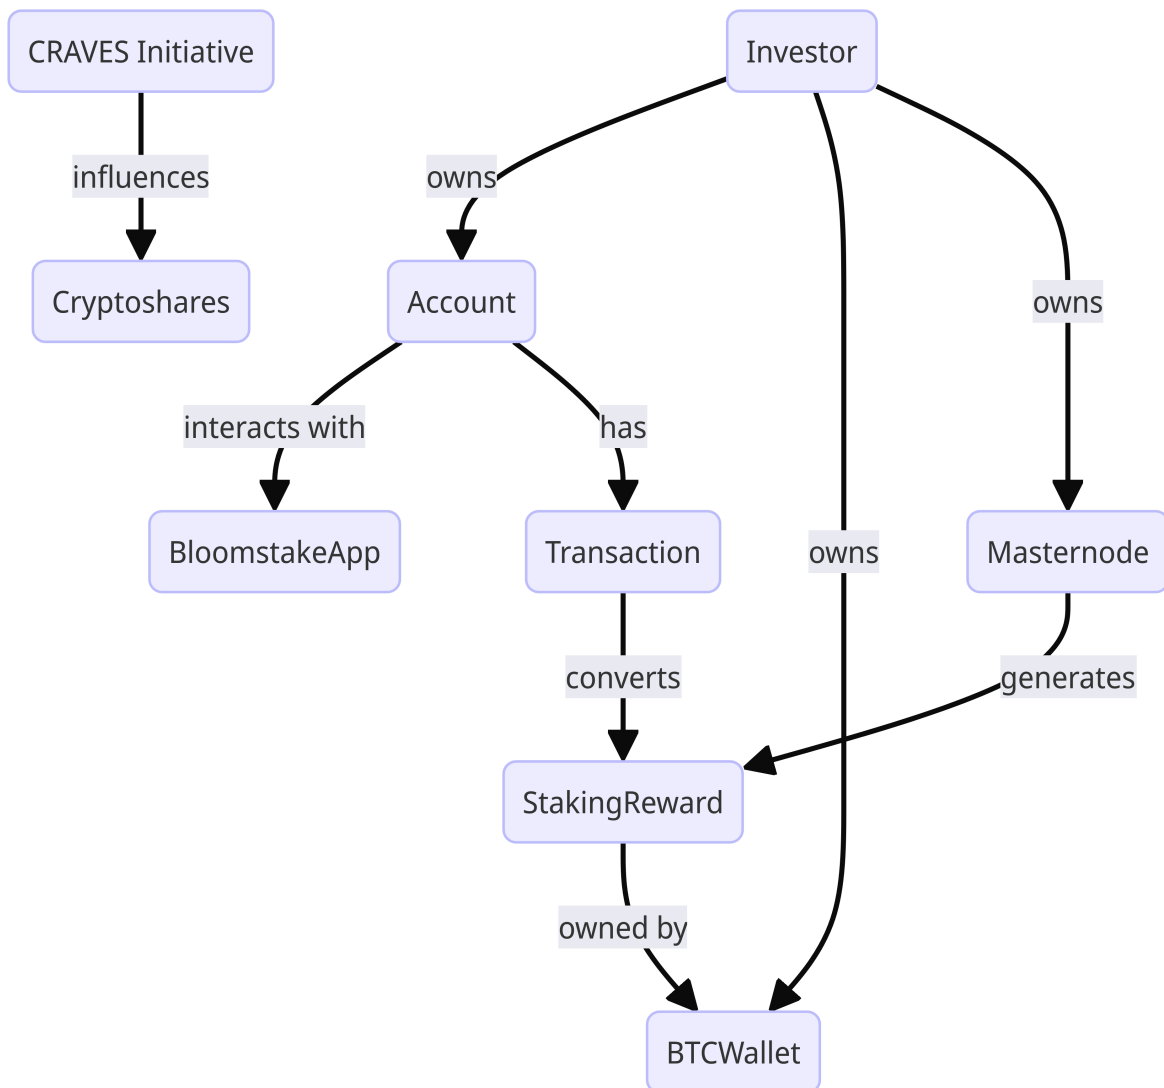 CRAVES Initiative
Investor
influences
owns
Cryptoshares
Account
owns
interacts with
has
BloomstakeApp
Transaction
owns
Masternode
converts
generates
StakingReward
owned by
BTCWallet